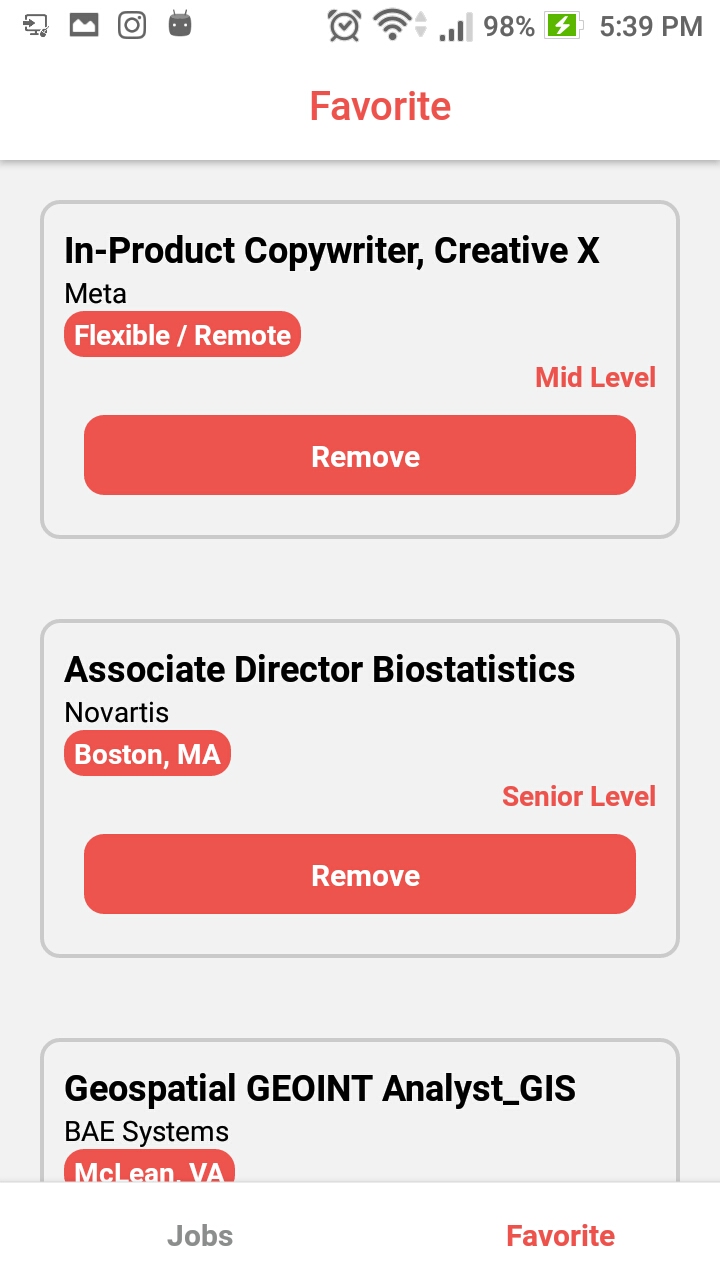 98% 5:39 PM
Favorite
In-Product Copywriter, Creative X
Meta
Flexible / Remote
Mid Level
Remove
Associate Director Biostatistics
Novartis
Boston, MA
Senior Level
Remove
Geospatial GEOINT Analyst_GIS
BAE Systems
McLean, VA
Jobs Favorite